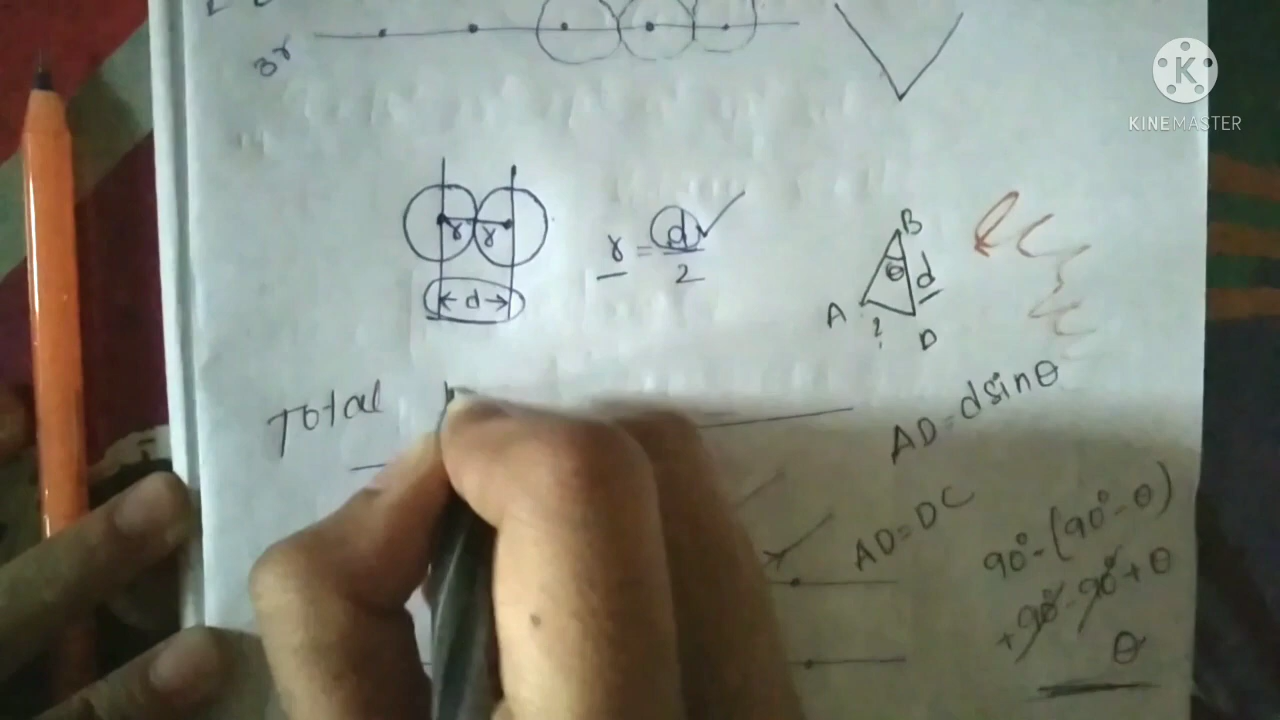 3r
K
KINEMASTER
r r
d
r = d/2
B
θ
d
A
?
D
Total
AD = d sinθ
AD = DC
90° - (90° - θ)
+90° - 90° + θ
θ